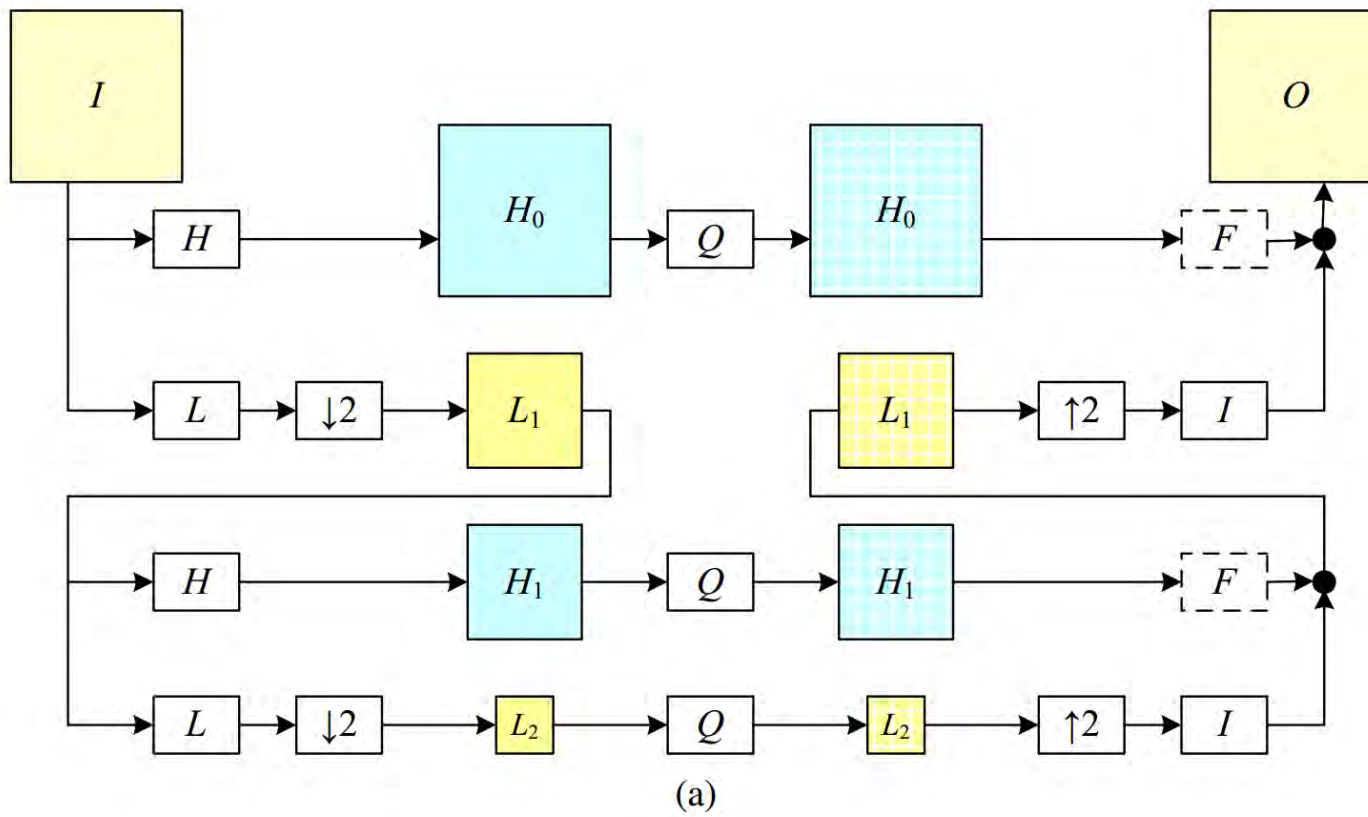 I O
H₀ H₀
H Q F
L ↓2 L₁ L₁ ↑2 I
H H₁ Q H₁ F
L ↓2 L₂ Q L₂ ↑2 I
(a)